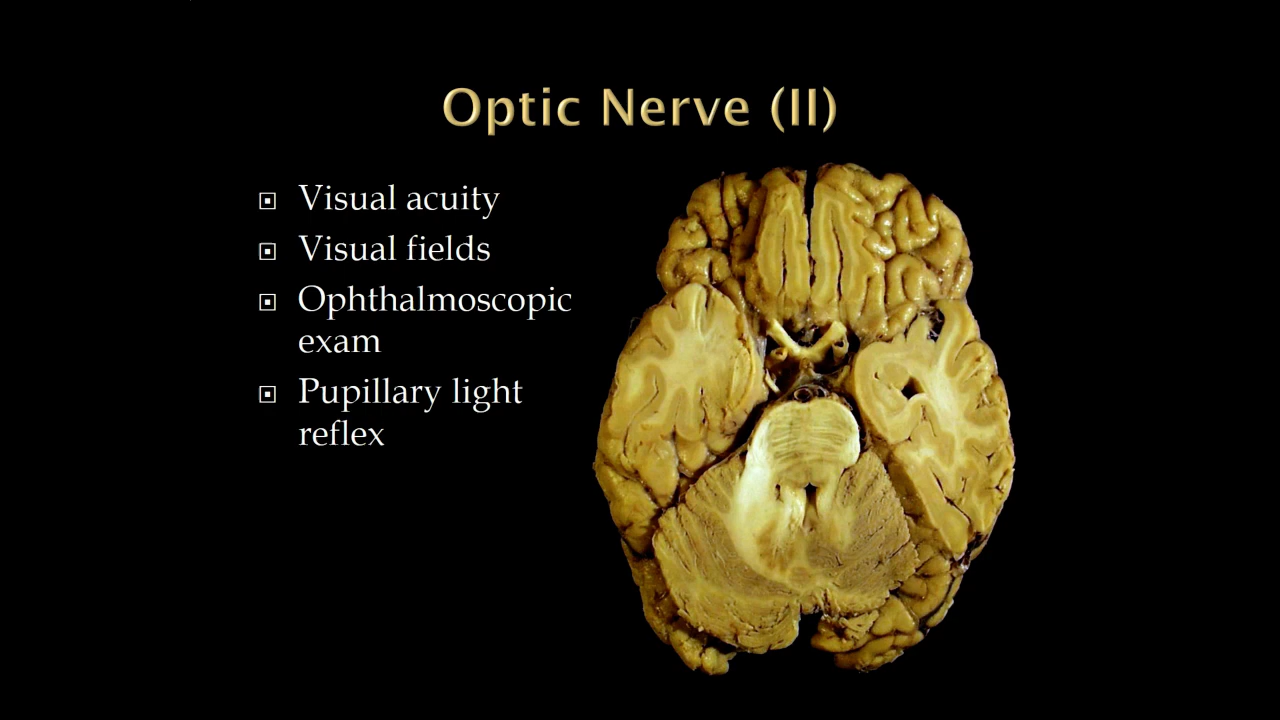 Optic Nerve (II)
Visual acuity
Visual fields
Ophthalmoscopic
exam
Pupillary light
reflex